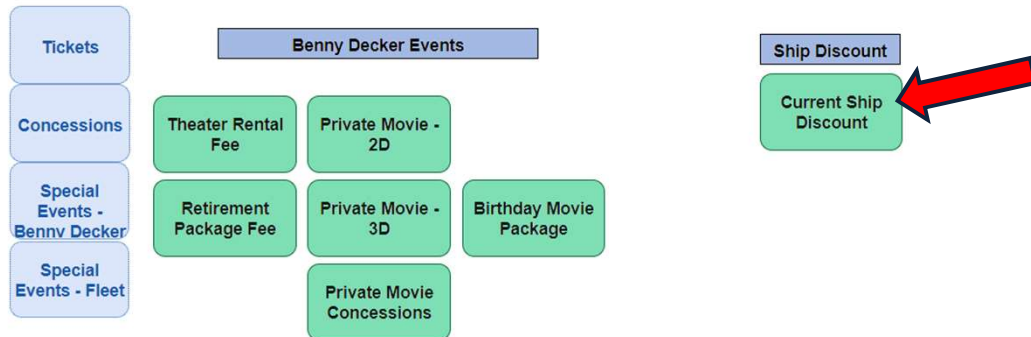 Tickets
Concessions
Special
Events -
Benny Decker
Special
Events - Fleet
Benny Decker Events
Theater Rental
Fee
Private Movie -
2D
Retirement
Package Fee
Private Movie -
3D
Birthday Movie
Package
Private Movie
Concessions
Ship Discount
Current Ship
Discount